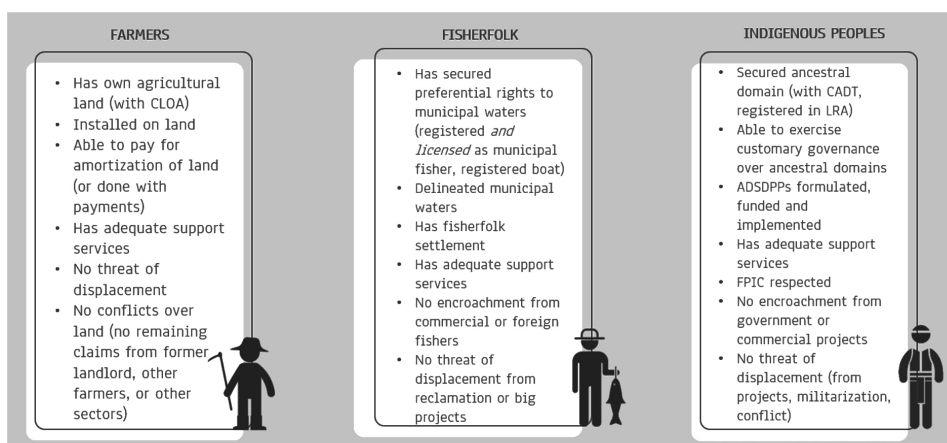 FARMERS
• Has own agricultural
land (with CLOA)
• Installed on land
• Able to pay for
amortization of land
(or done with
payments)
• Has adequate support
services
• No threat of
displacement
• No conflicts over
land (no remaining
claims from former
landlord, other
farmers, or other
sectors)
FISHERFOLK
• Has secured
preferential rights to
municipal waters
(registered and
licensed as municipal
fisher, registered boat)
• Delineated municipal
waters
• Has fisherfolk
settlement
• Has adequate support
services
• No encroachment from
commercial or foreign
fishers
• No threat of
displacement from
reclamation or big
projects
INDIGENOUS PEOPLES
• Secured ancestral
domain (with CADT,
registered in LRA)
• Able to exercise
customary governance
over ancestral domains
• ADSDPPs formulated,
funded and
implemented
• Has adequate support
services
• FPIC respected
• No encroachment from
government or
commercial projects
• No threat of
displacement (from
projects, militarization,
conflict)